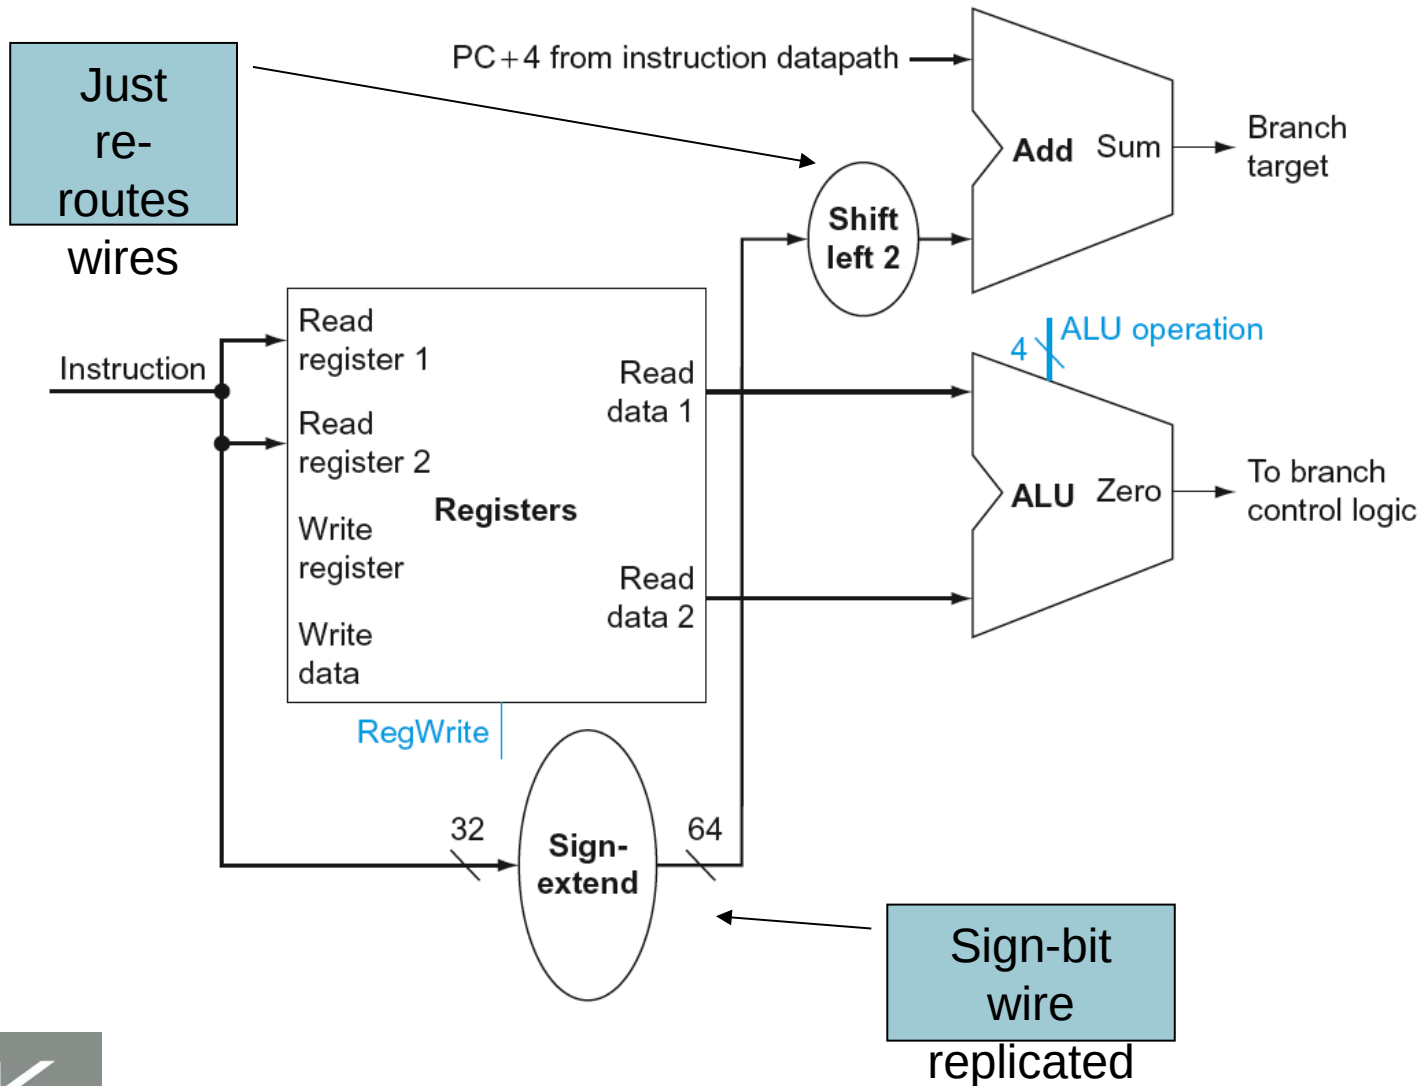 Just
re-
routes
wires
PC+4 from instruction datapath
Add Sum
Branch
target
Shift
left 2
ALU operation
4
Instruction
Read
register 1
Read
register 2
Write
register
Write
data
Registers
Read
data 1
Read
data 2
RegWrite
ALU Zero
To branch
control logic
32
Sign-
extend
64
Sign-bit
wire
replicated